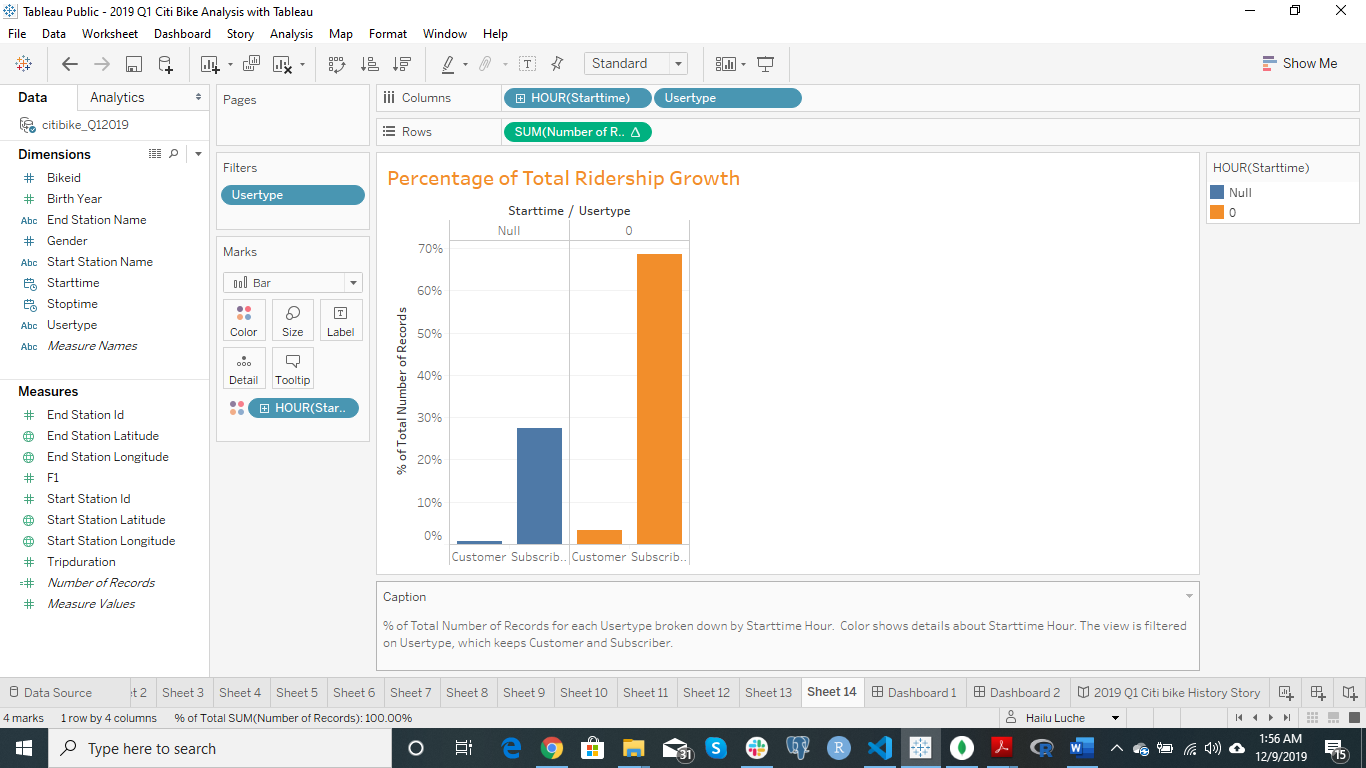 Tableau Public - 2019 Q1 Citi Bike Analysis with Tableau
File Data Worksheet Dashboard Story Analysis Map Format Window Help
Standard
Show Me
Data Analytics
citibike_Q12019
Dimensions
# Bikeid
# Birth Year
Abc End Station Name
# Gender
Abc Start Station Name
Starttime
Stoptime
Abc Usertype
Abc Measure Names
Measures
# End Station Id
End Station Latitude
End Station Longitude
# F1
# Start Station Id
Start Station Latitude
Start Station Longitude
# Tripduration
=# Number of Records
# Measure Values
Pages
Filters
Usertype
Marks
Bar
Color Size Label
Detail Tooltip
HOUR(Star..
Columns HOUR(Starttime) Usertype
Rows SUM(Number of R.. Δ
Percentage of Total Ridership Growth
Starttime / Usertype
Null 0
% of Total Number of Records
70%
60%
50%
40%
30%
20%
10%
0%
Customer Subscrib.. Customer Subscrib..
HOUR(Starttime)
Null
0
Caption
% of Total Number of Records for each Usertype broken down by Starttime Hour. Color shows details about Starttime Hour. The view is filtered
on Usertype, which keeps Customer and Subscriber.
Data Source et 2 Sheet 3 Sheet 4 Sheet 5 Sheet 6 Sheet 7 Sheet 8 Sheet 9 Sheet 10 Sheet 11 Sheet 12 Sheet 13 Sheet 14 Dashboard 1 Dashboard 2 2019 Q1 Citi bike History Story
4 marks 1 row by 4 columns % of Total SUM(Number of Records): 100.00% Hailu Luche
Type here to search
31
1:56 AM
12/9/2019
15